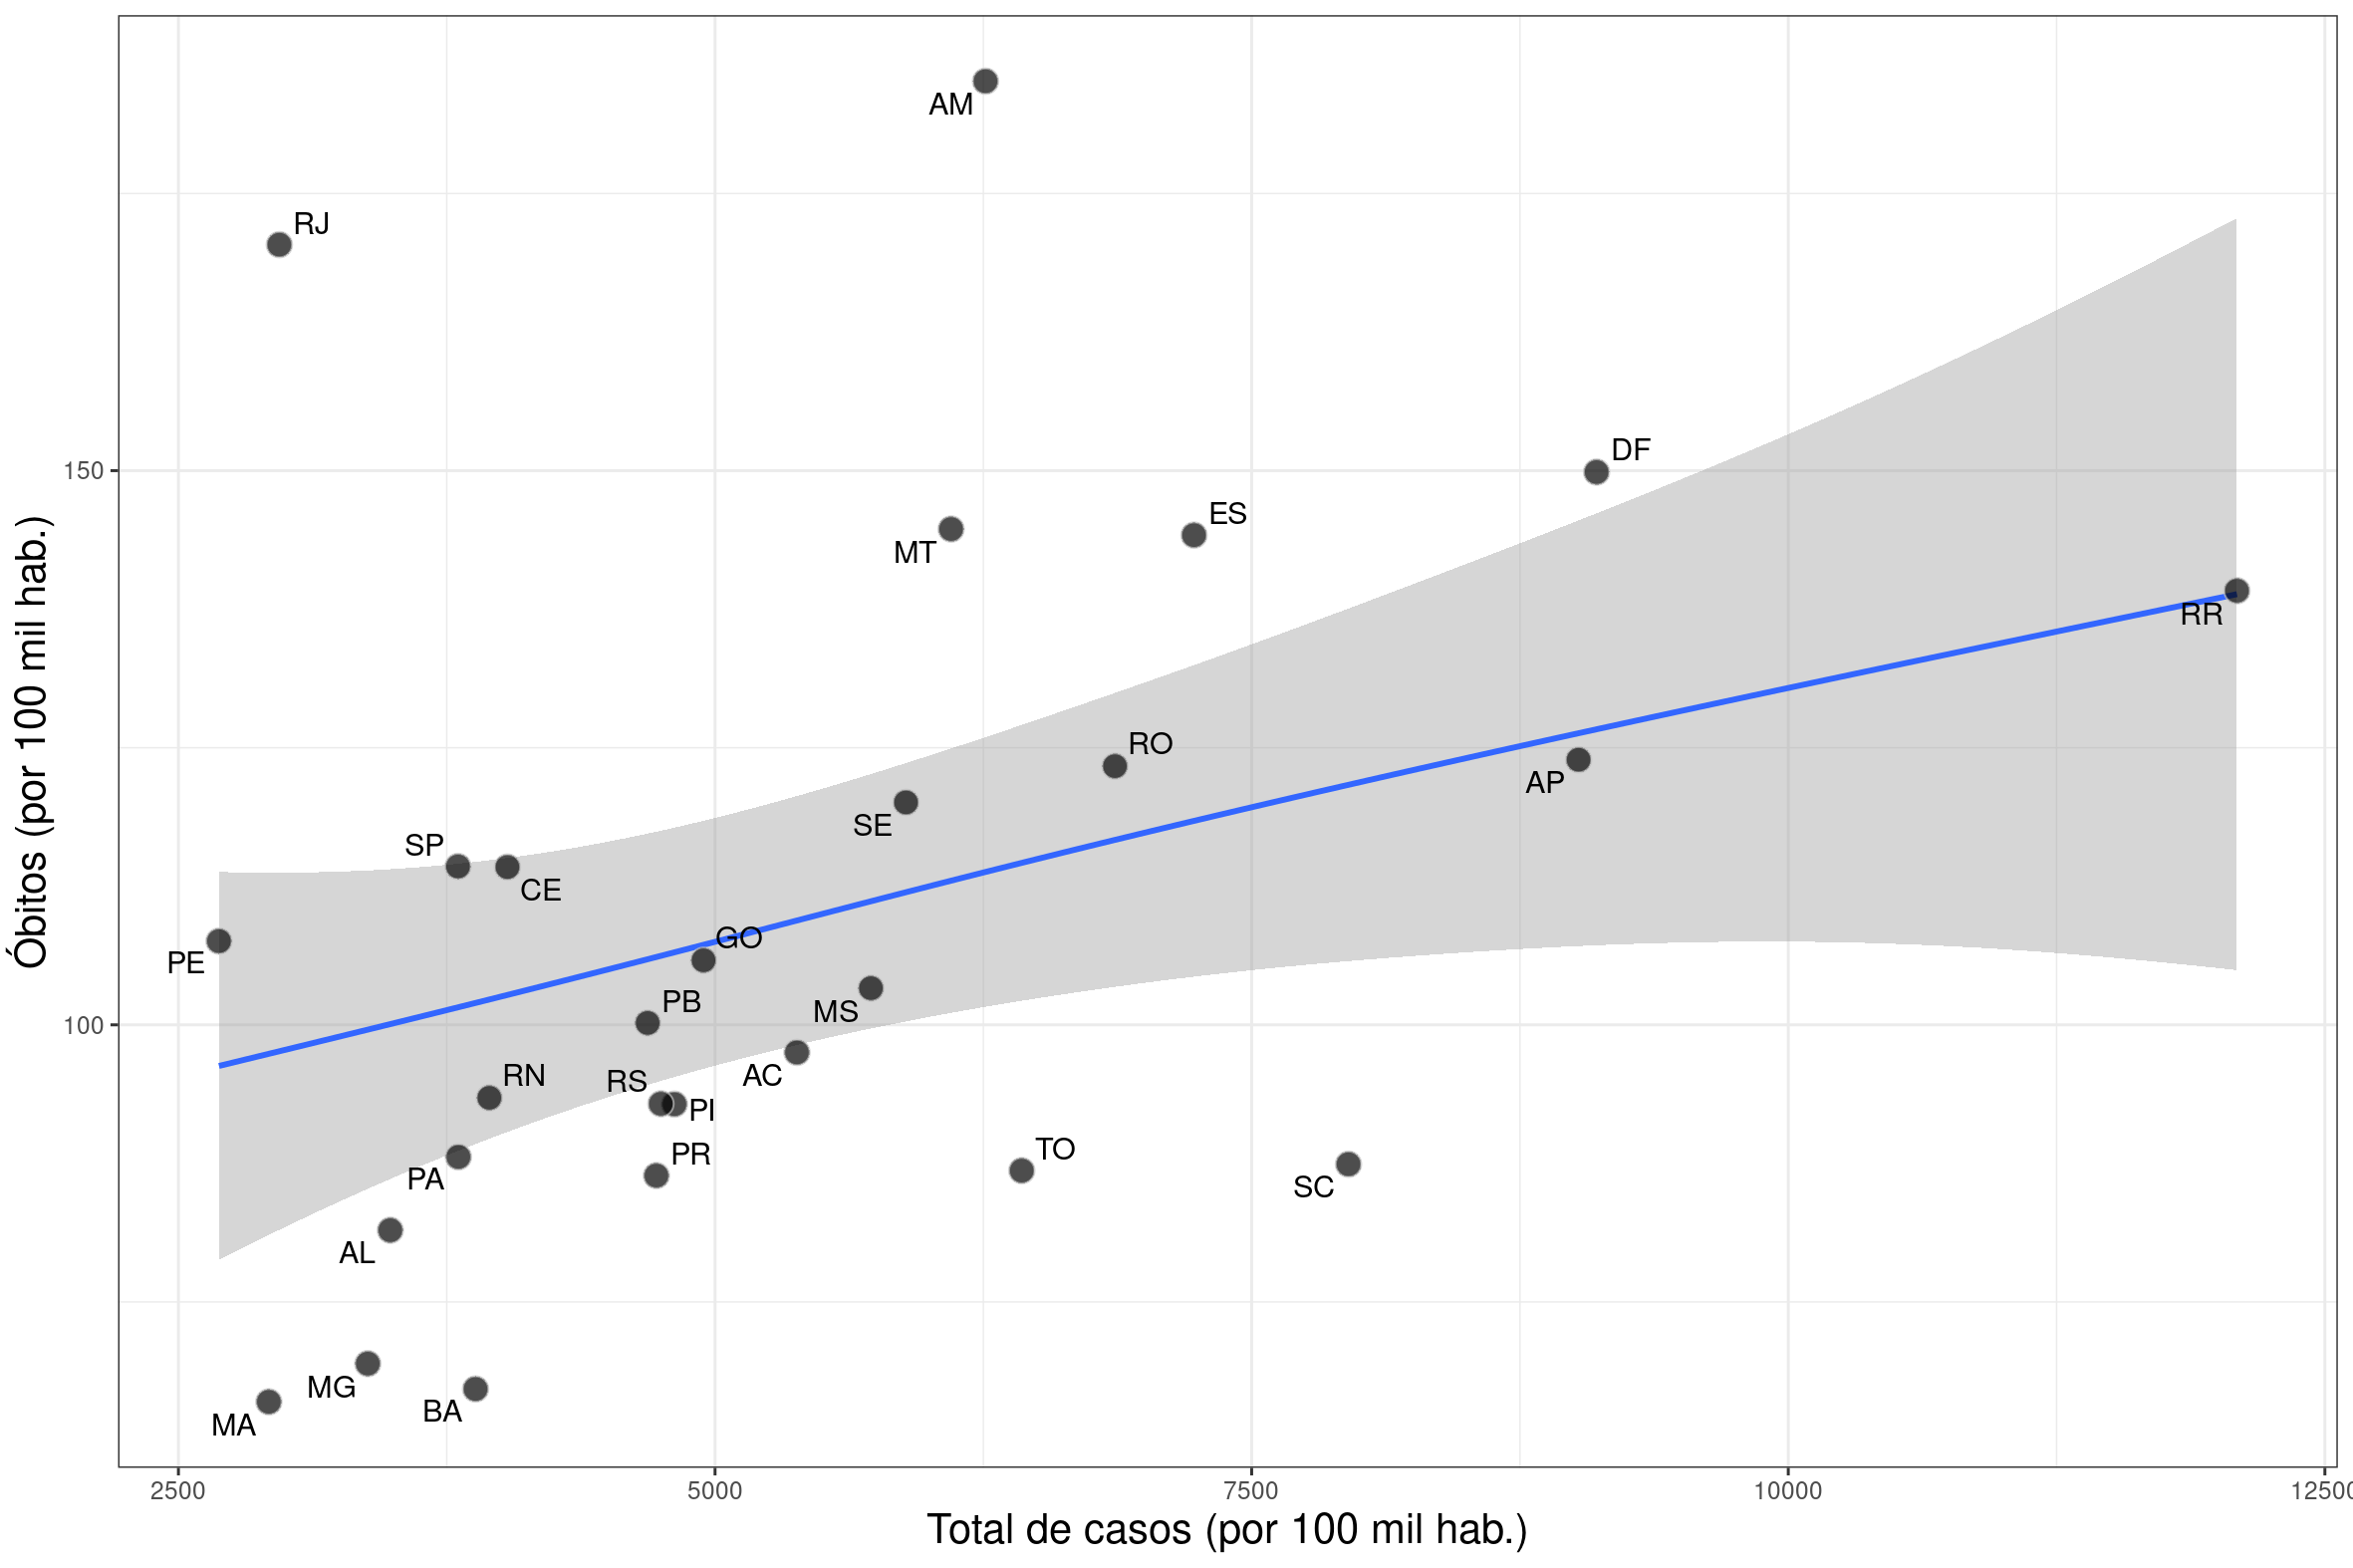 AM
RJ
DF
150
ES
MT
RR
RO
AP
SE
SP
CE
GO
PE
PB
MS
100
RN
RS
AC
PI
PR
TO
PA
SC
AL
MG
BA
MA
2500
5000
7500
10000
12500
Total de casos (por 100 mil hab.)
Óbitos (por 100 mil hab.)